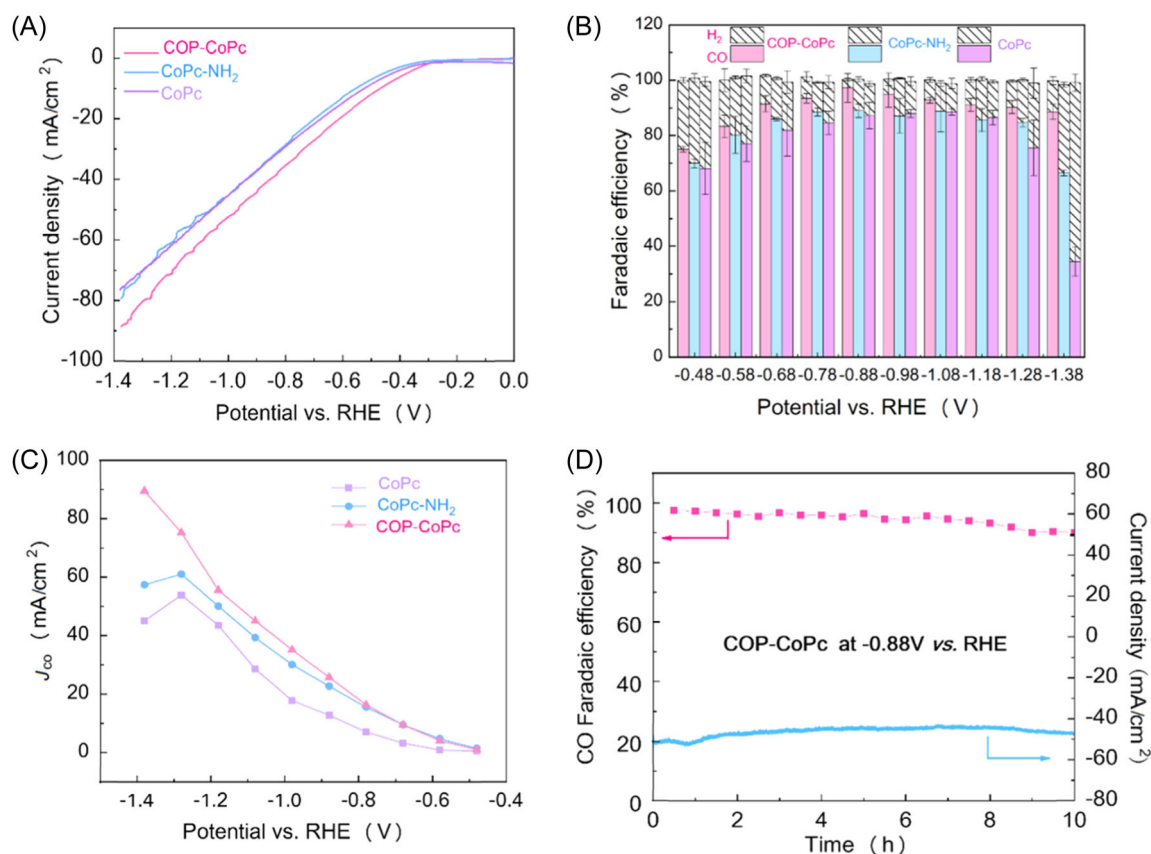 (A)
COP-CoPc
CoPc-NH2
CoPc
0
-20
-40
-60
-80
-100
Current density ( mA/cm2 )
-1.4 -1.2 -1.0 -0.8 -0.6 -0.4 -0.2 0.0
Potential vs. RHE ( V )
(B)
H2
CO
COP-CoPc
CoPc-NH2
CoPc
120
100
80
60
40
20
0
Faradaic efficiency ( % )
-0.48 -0.58 -0.68 -0.78 -0.88 -0.98 -1.08 -1.18 -1.28 -1.38
Potential vs. RHE ( V )
(C)
CoPc
CoPc-NH2
COP-CoPc
100
80
60
40
20
0
Jco ( mA/cm2 )
-1.4 -1.2 -1.0 -0.8 -0.6 -0.4
Potential vs. RHE ( V )
(D)
100
80
60
40
20
0
CO Faradaic efficiency ( % )
COP-CoPc at -0.88V vs. RHE
80
60
40
20
0
-20
-40
-60
-80
Current density ( mA/cm2 )
0 2 4 6 8 10
Time ( h )